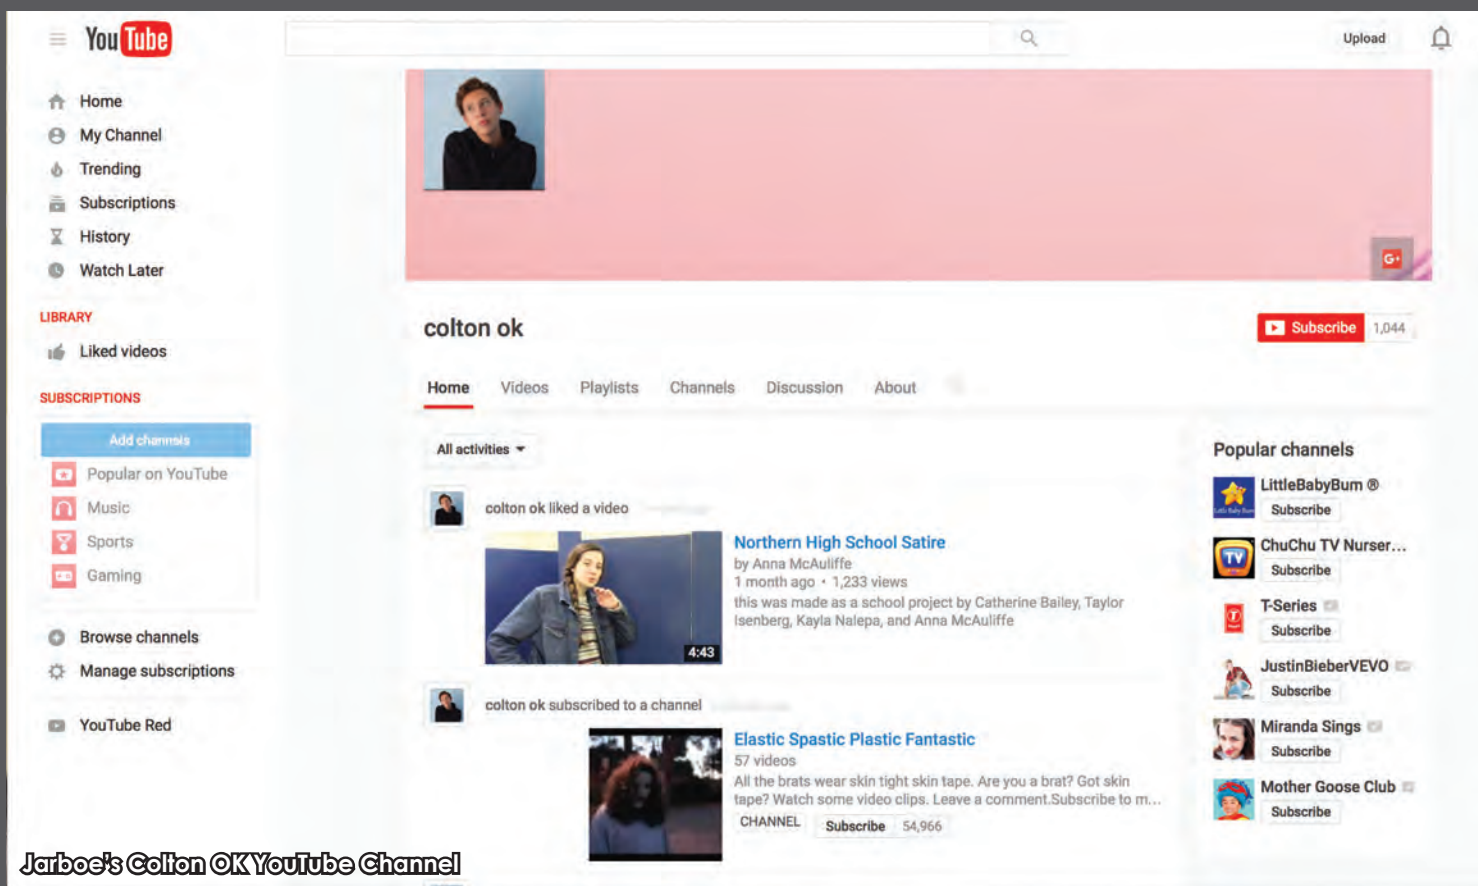 YouTube
Upload
Home
My Channel
Trending
Subscriptions
History
Watch Later
LIBRARY
Liked videos
SUBSCRIPTIONS
Add channels
Popular on YouTube
Music
Sports
Gaming
Browse channels
Manage subscriptions
YouTube Red
G+
colton ok
Subscribe 1,044
Home Videos Playlists Channels Discussion About
All activities
colton ok liked a video
4:43
Northern High School Satire
by Anna McAuliffe
1 month ago • 1,233 views
this was made as a school project by Catherine Bailey, Taylor
Isenberg, Kayla Nalepa, and Anna McAuliffe
colton ok subscribed to a channel
Elastic Spastic Plastic Fantastic
57 videos
All the brats wear skin tight skin tape. Are you a brat? Got skin
tape? Watch some video clips. Leave a comment.Subscribe to m...
CHANNEL Subscribe 54,966
Popular channels
LittleBabyBum ®
Subscribe
TV
ChuChu TV Nurser...
Subscribe
T-Series
Subscribe
JustinBieberVEVO
Subscribe
Miranda Sings
Subscribe
Mother Goose Club
Subscribe
Jarboe's Colton OK YouTube Channel